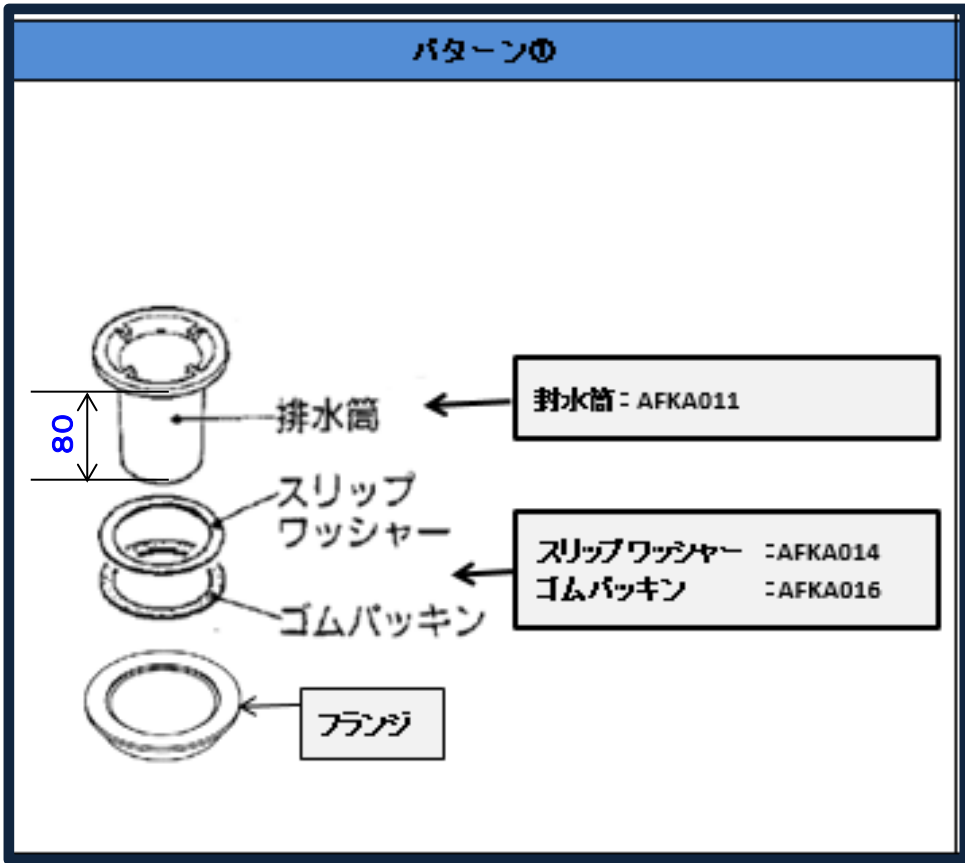 パターン①
封水筒：AFKA011
排水筒
80
スリップ
ワッシャー
スリップワッシャー ：AFKA014
ゴムパッキン ：AFKA016
ゴムパッキン
フランジ